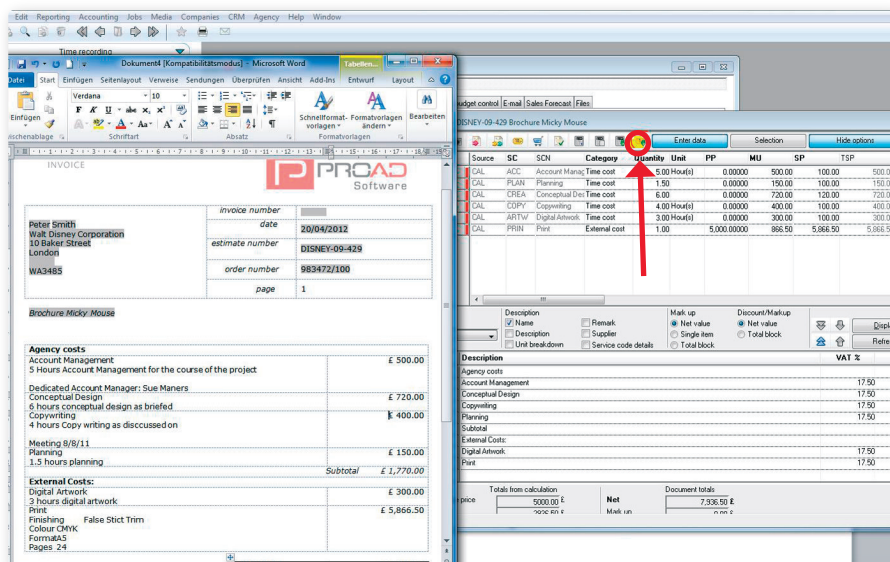 Edit Reporting Accounting Jobs Media Companies CRM Agency Help Window
Time recording
Dokument4 [Kompatibilitätsmodus] - Microsoft Word
Tabellen...
Datei Start Einfügen Seitenlayout Verweise Sendungen Überprüfen Ansicht Add-Ins Entwurf Layout
Verdana 10
Einfügen
Schnellformat-vorlagen
Formatvorlagen ändern
Bearbeiten
Zwischenablage Schriftart Absatz Formatvorlagen
INVOICE
PROAD
Software
invoice number
date 20/04/2012
estimate number DISNEY-09-429
order number 983472/100
page 1
Peter Smith
Walt Disney Corporation
10 Baker Street
London
WA3485
Brochure Micky Mouse
Agency costs
Account Management £ 500.00
5 Hours Account Management for the course of the project
Dedicated Account Manager: Sue Maners
Conceptual Design £ 720.00
6 hours conceptual design as briefed
Copywriting £ 400.00
4 hours Copy writing as disccussed on
Meeting 8/8/11
Planning £ 150.00
1.5 hours planning
Subtotal £ 1,770.00
External Costs:
Digital Artwork £ 300.00
3 hours digital artwork
Print £ 5,866.50
Finishing False Stict Trim
Colour CMYK
FormatA5
Pages 24
budget control E-mail Sales Forecast Files
DISNEY-09-429 Brochure Micky Mouse
Enter data Selection Hide options
Source SC SCN Category Quantity Unit PP MU SP TSP
CAL ACC Account Manag Time cost 5.00 Hour(s) 0.00000 500.00 100.00 500.0
CAL PLAN Planning Time cost 1.50 0.00000 150.00 100.00 150.0
CAL CREA Conceptual Des Time cost 6.00 0.00000 720.00 120.00 720.0
CAL COPY Copywriting Time cost 4.00 Hour(s) 0.00000 400.00 100.00 400.0
CAL ARTW Digital Artwork Time cost 3.00 Hour(s) 0.00000 300.00 100.00 300.0
CAL PRIN Print External cost 1.00 5,000.00000 866.50 5,866.50 5,866.5
Description Mark up Discount/Markup
Name Remark Net value Net value
Description Supplier Single item Total block
Unit breakdown Service code details Total block
Displ
Refre
Description VAT %
Agency costs
Account Management 17.50
Conceptual Design 17.50
Copywriting 17.50
Planning 17.50
Subtotal
External Costs:
Digital Artwork 17.50
Print 17.50
Totals from calculation Document totals
price 5000.00 £ Net 7,936.50 £
Mark up